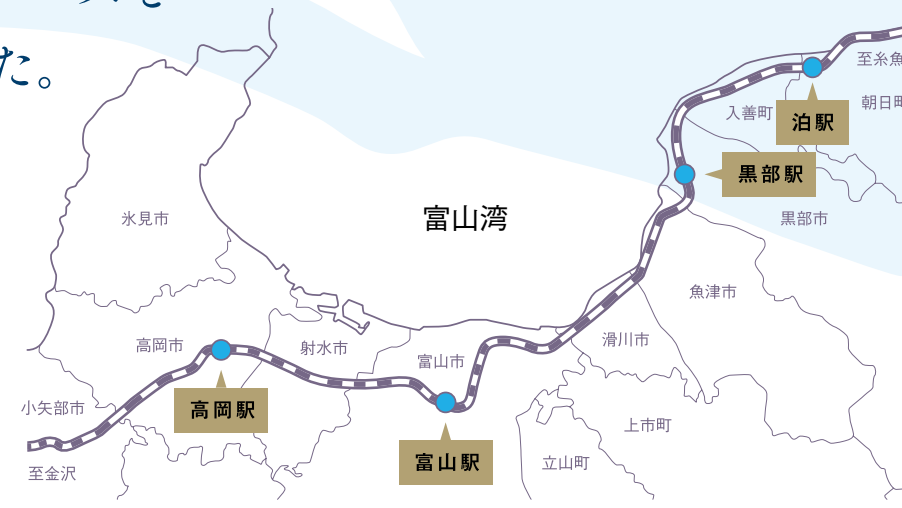 た。
至糸魚
朝日町
入善町
泊駅
黒部駅
黒部市
氷見市
富山湾
魚津市
滑川市
高岡市
射水市
富山市
高岡駅
小矢部市
上市町
富山駅
立山町
至金沢